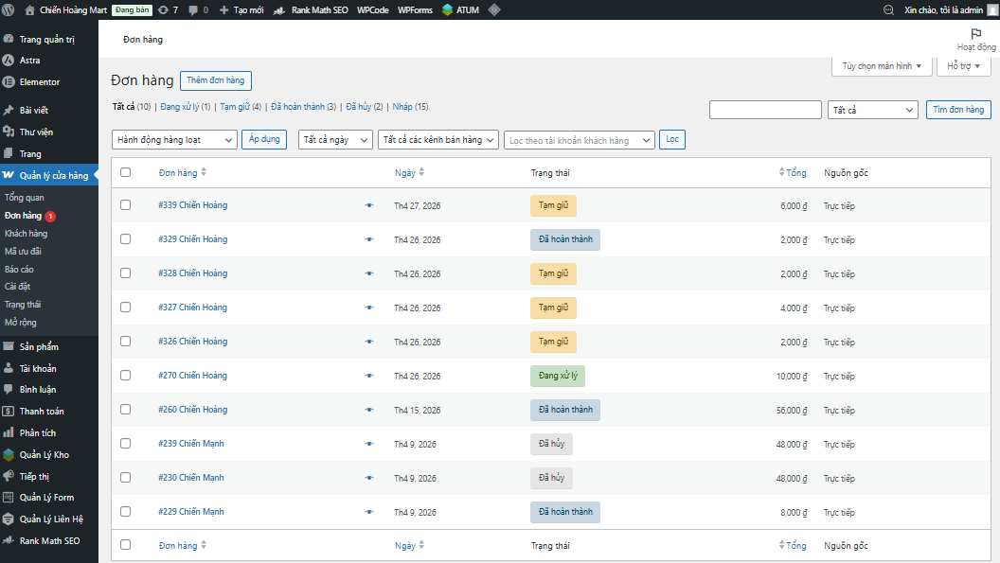 Chiến Hoàng Mart Đang bán 7 0 Tạo mới Rank Math SEO WPCode WPForms ATUM Xin chào, tôi là admin
Trang quản trị
Astra
Elementor
Bài viết
Thư viện
Trang
Quản lý cửa hàng
Tổng quan
Đơn hàng 1
Khách hàng
Mã ưu đãi
Báo cáo
Cài đặt
Trạng thái
Mở rộng
Sản phẩm
Tài khoản
Bình luận
Thanh toán
Phân tích
Quản Lý Kho
Tiếp thị
Quản Lý Form
Quản Lý Liên Hệ
Rank Math SEO
Đơn hàng
Hoạt động
Tùy chọn màn hình Hỗ trợ
Đơn hàng Thêm đơn hàng
Tất cả (10) | Đang xử lý (1) | Tạm giữ (4) | Đã hoàn thành (3) | Đã hủy (2) | Nháp (15)
Tất cả Tìm đơn hàng
Hành động hàng loạt Áp dụng Tất cả ngày Tất cả các kênh bán hàng Lọc theo tài khoản khách hàng Lọc
Đơn hàng Ngày Trạng thái Tổng Nguồn gốc
#339 Chiến Hoàng Th4 27, 2026 Tạm giữ 6,000 ₫ Trực tiếp
#329 Chiến Hoàng Th4 26, 2026 Đã hoàn thành 2,000 ₫ Trực tiếp
#328 Chiến Hoàng Th4 26, 2026 Tạm giữ 2,000 ₫ Trực tiếp
#327 Chiến Hoàng Th4 26, 2026 Tạm giữ 4,000 ₫ Trực tiếp
#326 Chiến Hoàng Th4 26, 2026 Tạm giữ 2,000 ₫ Trực tiếp
#270 Chiến Hoàng Th4 26, 2026 Đang xử lý 10,000 ₫ Trực tiếp
#260 Chiến Hoàng Th4 15, 2026 Đã hoàn thành 56,000 ₫ Trực tiếp
#239 Chiến Mạnh Th4 9, 2026 Đã hủy 48,000 ₫ Trực tiếp
#230 Chiến Mạnh Th4 9, 2026 Đã hủy 48,000 ₫ Trực tiếp
#229 Chiến Mạnh Th4 9, 2026 Đã hoàn thành 8,000 ₫ Trực tiếp
Đơn hàng Ngày Trạng thái Tổng Nguồn gốc